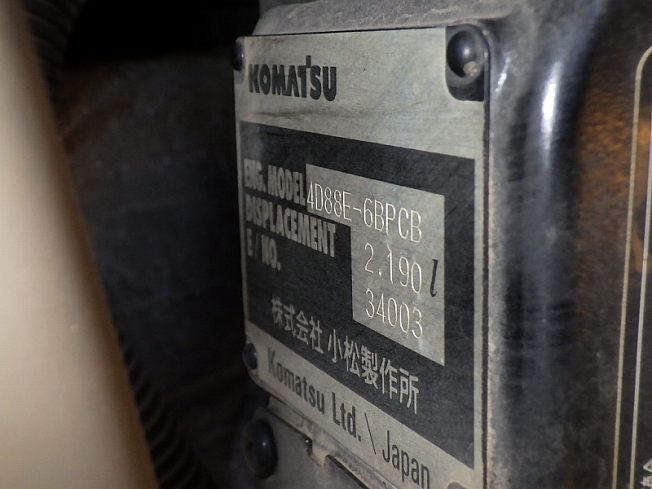 KOMATSU
ENG. MODEL 4D88E-6BPCB
DISPLACEMENT 2.190 l
E/NO. 34003
株式会社 小松製作所
Komatsu Ltd. \ Japan